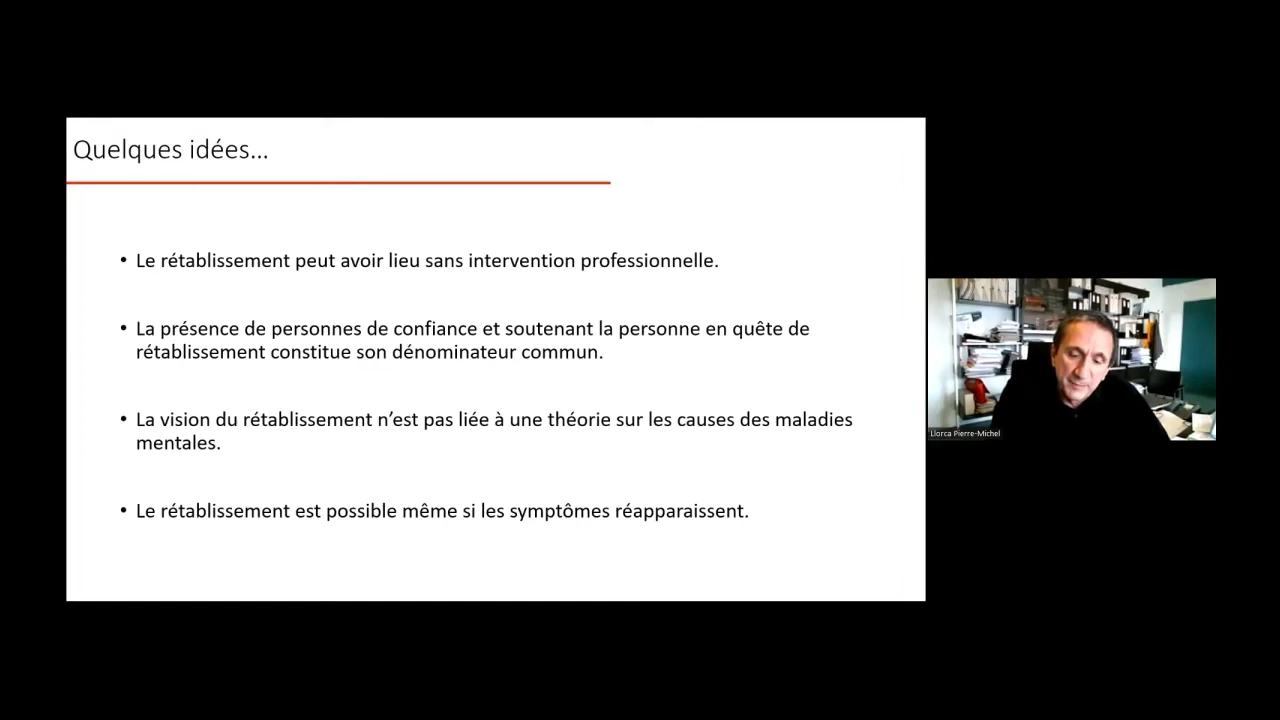 Quelques idées...
• Le rétablissement peut avoir lieu sans intervention professionnelle.
• La présence de personnes de confiance et soutenant la personne en quête de
rétablissement constitue son dénominateur commun.
• La vision du rétablissement n’est pas liée à une théorie sur les causes des maladies
mentales.
• Le rétablissement est possible même si les symptômes réapparaissent.
Llorca Pierre-Michel